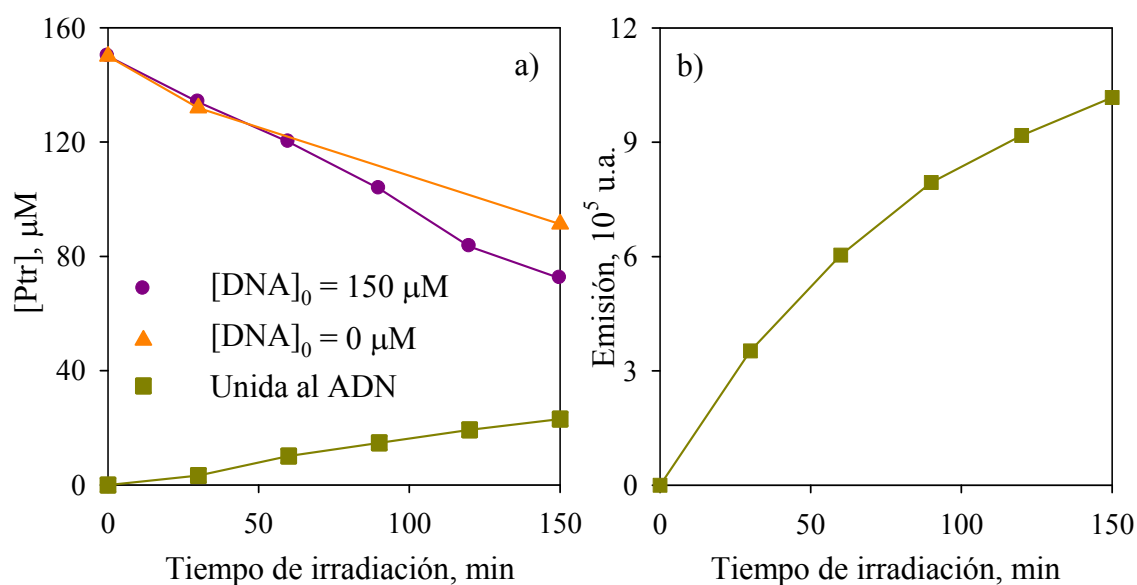 a)
160
120
80
40
0
[Ptr], μM
[DNA]₀ = 150 μM
[DNA]₀ = 0 μM
Unida al ADN
0 50 100 150
Tiempo de irradiación, min
b)
12
9
6
3
0
Emisión, 10⁵ u.a.
0 50 100 150
Tiempo de irradiación, min